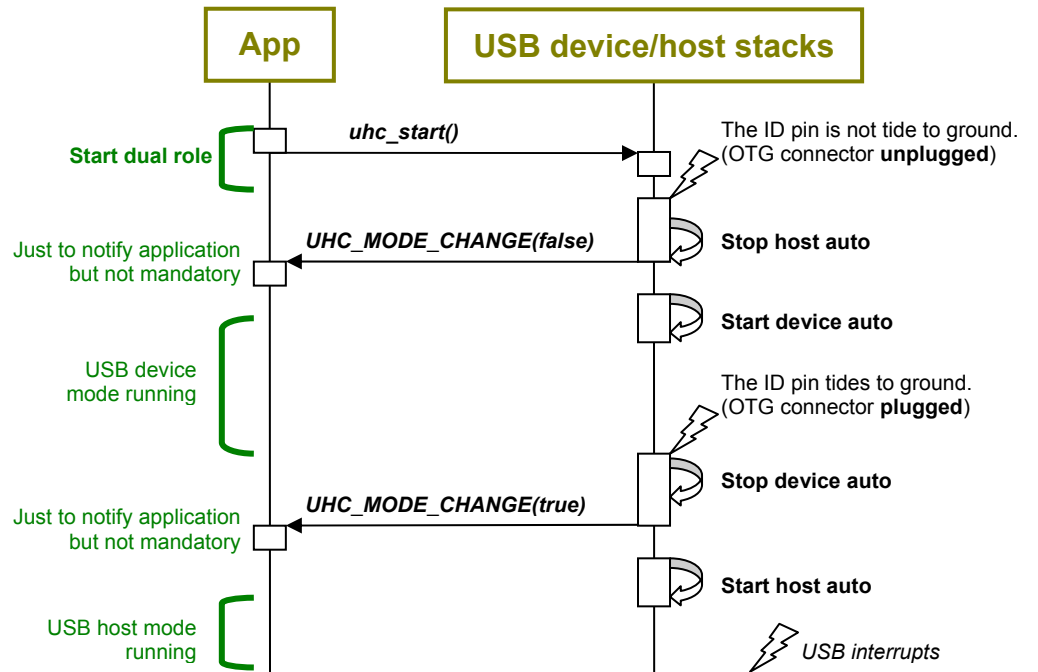 App
USB device/host stacks
uhc_start()
The ID pin is not tide to ground.
(OTG connector unplugged)
Start dual role
UHC_MODE_CHANGE(false)
Stop host auto
Just to notify application
but not mandatory
Start device auto
USB device
mode running
The ID pin tides to ground.
(OTG connector plugged)
Stop device auto
UHC_MODE_CHANGE(true)
Just to notify application
but not mandatory
Start host auto
USB host mode
running
USB interrupts